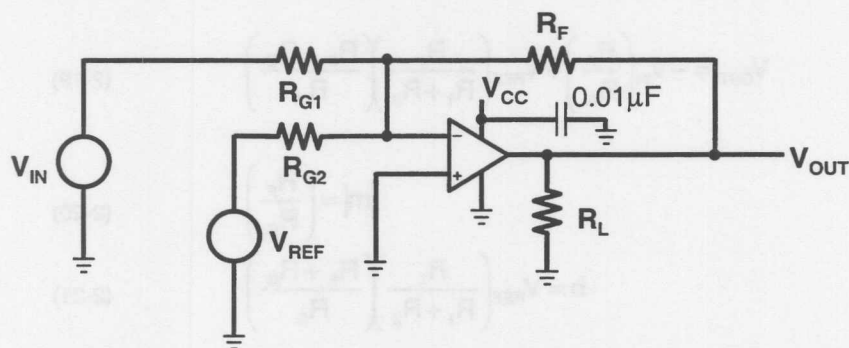 R_F
R_G1
V_CC
0.01μF
R_G2
V_IN
V_OUT
R_L
V_REF